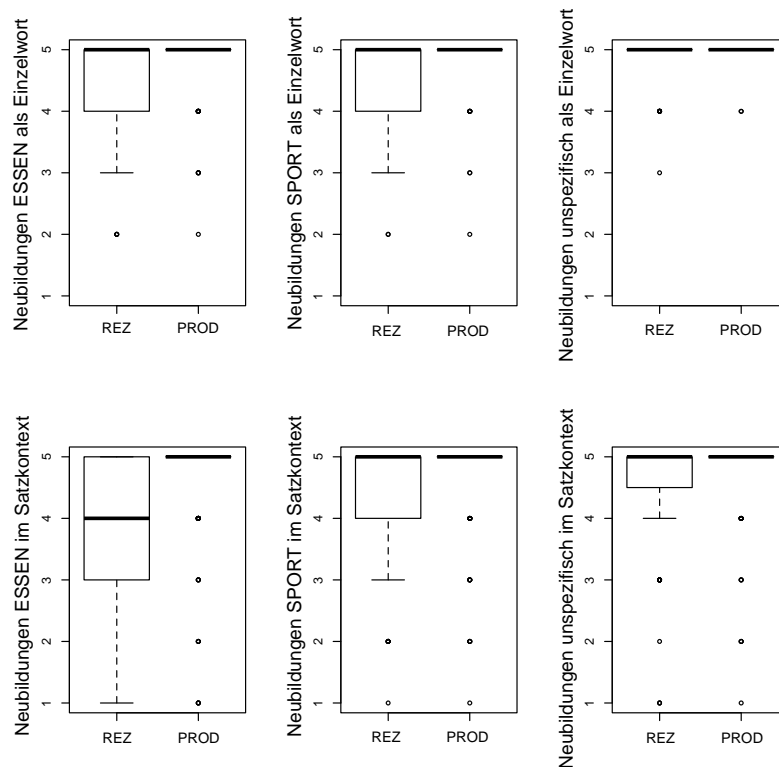 Neubildungen ESSEN als Einzelwort
5
4
3
2
1
REZ PROD
Neubildungen SPORT als Einzelwort
5
4
3
2
1
REZ PROD
Neubildungen unspezifisch als Einzelwort
5
4
3
2
1
REZ PROD
Neubildungen ESSEN im Satzkontext
5
4
3
2
1
REZ PROD
Neubildungen SPORT im Satzkontext
5
4
3
2
1
REZ PROD
Neubildungen unspezifisch im Satzkontext
5
4
3
2
1
REZ PROD